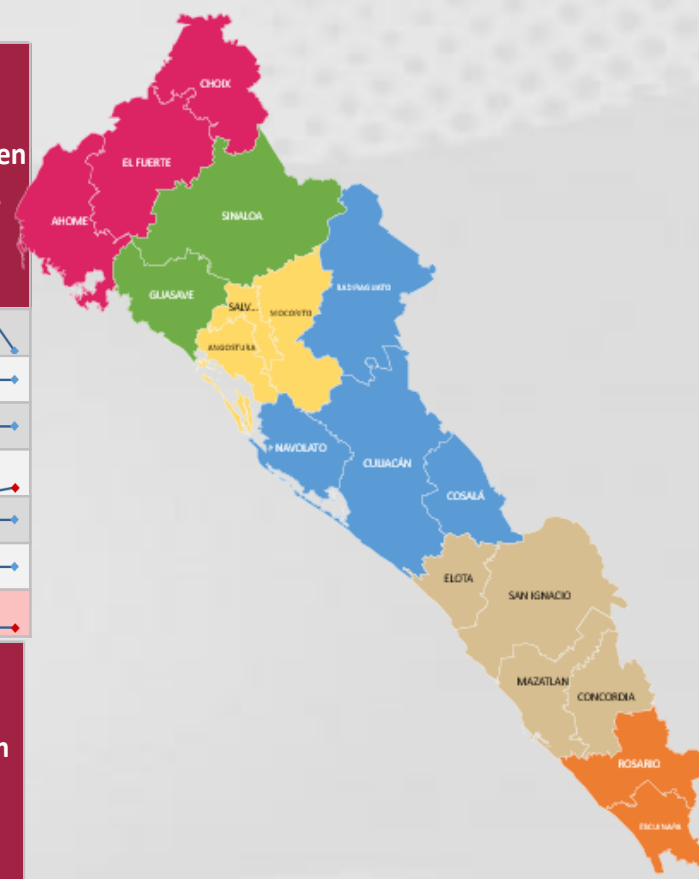 en
CHOIX
EL FUERTE
AHOME
SINALOA
GUASAVE
BADIRAGUATO
SALV...
MOCORITO
ANGOSTURA
NAVOLATO
CULIACÁN
COSALÁ
ELOTA
SAN IGNACIO
MAZATLAN
CONCORDIA
n
ROSARIO
ESCUINAPA